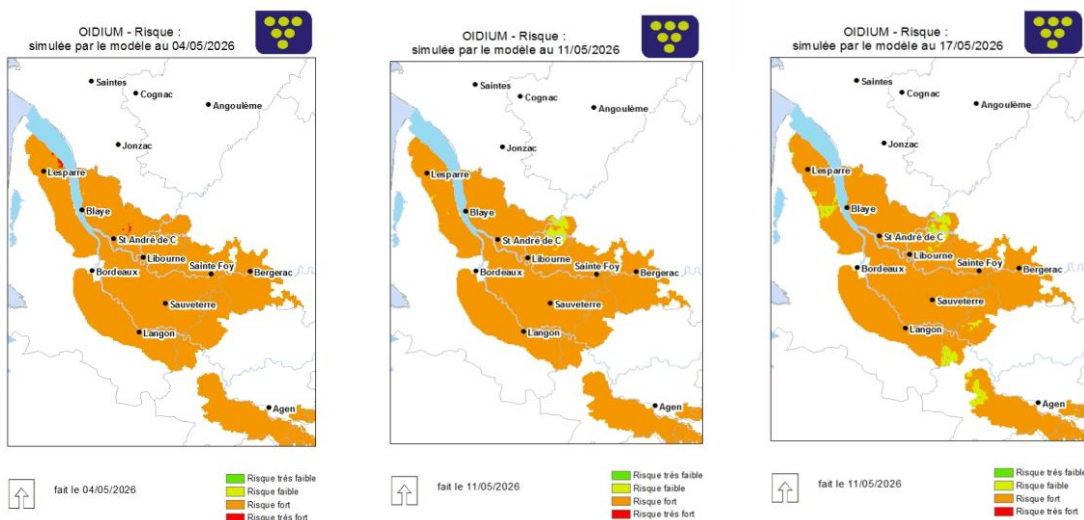 OIDIUM - Risque :
simulée par le modèle au 04/05/2026
Saintes
Cognac
Angoulême
Jonzac
Lesparre
Blaye
St André de C
Libourne
Sainte Foy
Bergerac
Bordeaux
Sauveterre
Langon
Agen
fait le 04/05/2026
Risque très faible
Risque faible
Risque fort
Risque très fort
OIDIUM - Risque :
simulée par le modèle au 11/05/2026
Saintes
Cognac
Angoulême
Jonzac
Lesparre
Blaye
St André de C
Libourne
Sainte Foy
Bergerac
Bordeaux
Sauveterre
Langon
Agen
fait le 11/05/2026
Risque très faible
Risque faible
Risque fort
Risque très fort
OIDIUM - Risque :
simulée par le modèle au 17/05/2026
Saintes
Cognac
Angoulême
Jonzac
Lesparre
Blaye
St André de C
Libourne
Sainte Foy
Bergerac
Bordeaux
Sauveterre
Langon
Agen
fait le 11/05/2026
Risque très faible
Risque faible
Risque fort
Risque très fort